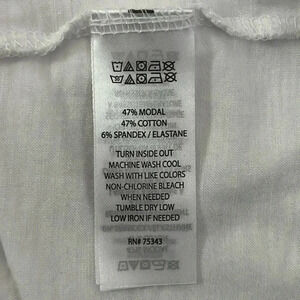 47% MODAL
47% COTTON
6% SPANDEX / ELASTANE
TURN INSIDE OUT
MACHINE WASH COOL
WASH WITH LIKE COLORS
NON-CHLORINE BLEACH
WHEN NEEDED
TUMBLE DRY LOW
LOW IRON IF NEEDED
RN# 75343